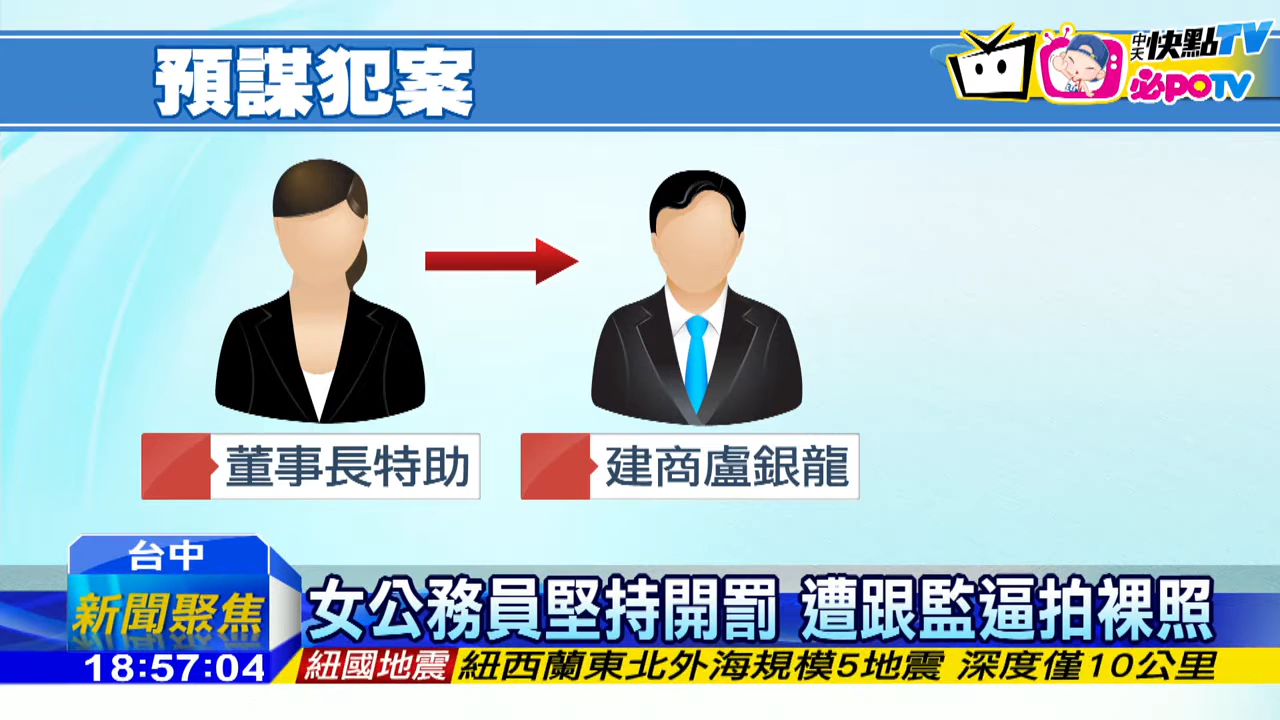 預謀犯案
中天快點TV
必POTV
董事長特助
建商盧銀龍
台中
新聞聚焦
女公務員堅持開罰 遭跟監逼拍裸照
18:57:04
紐國地震 紐西蘭東北外海規模5地震 深度僅10公里